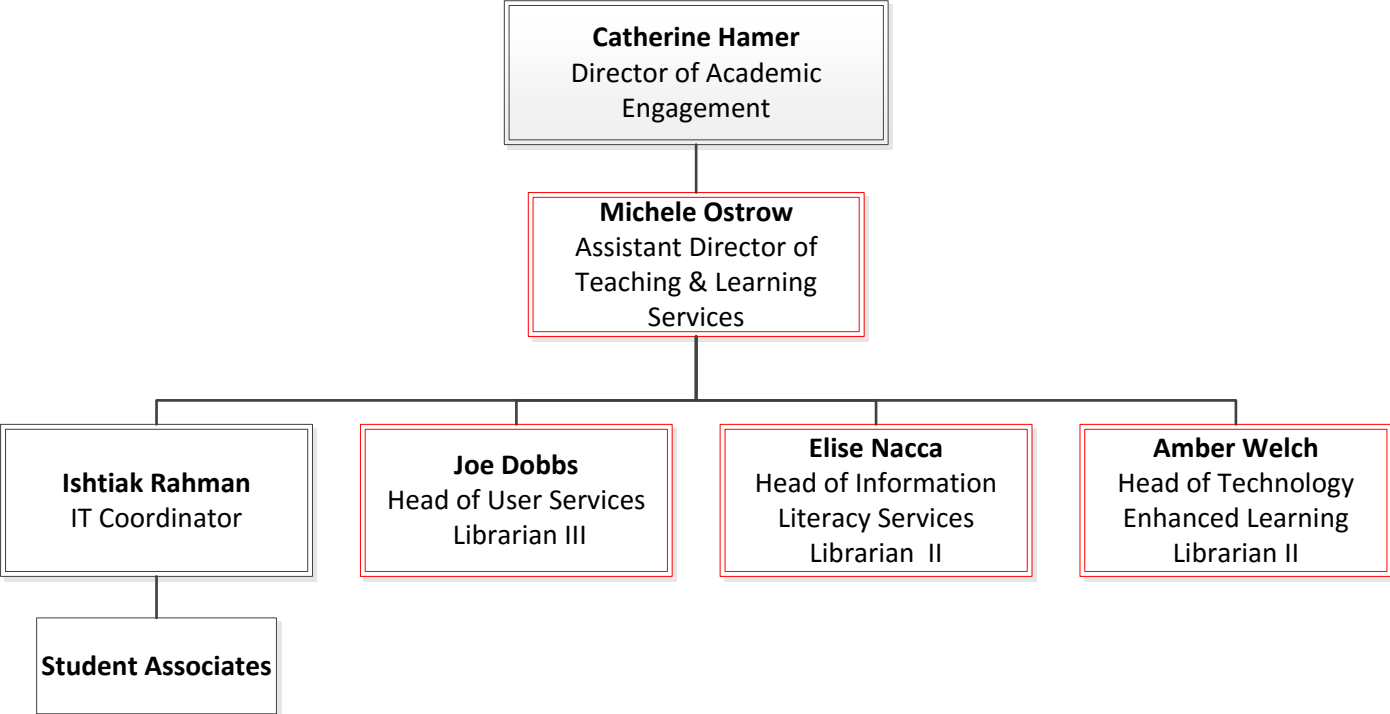 Catherine Hamer
Director of Academic
Engagement
Michele Ostrow
Assistant Director of
Teaching & Learning
Services
Ishtiak Rahman
IT Coordinator
Joe Dobbs
Head of User Services
Librarian III
Elise Nacca
Head of Information
Literacy Services
Librarian  II
Amber Welch
Head of Technology
Enhanced Learning
Librarian II
Student Associates